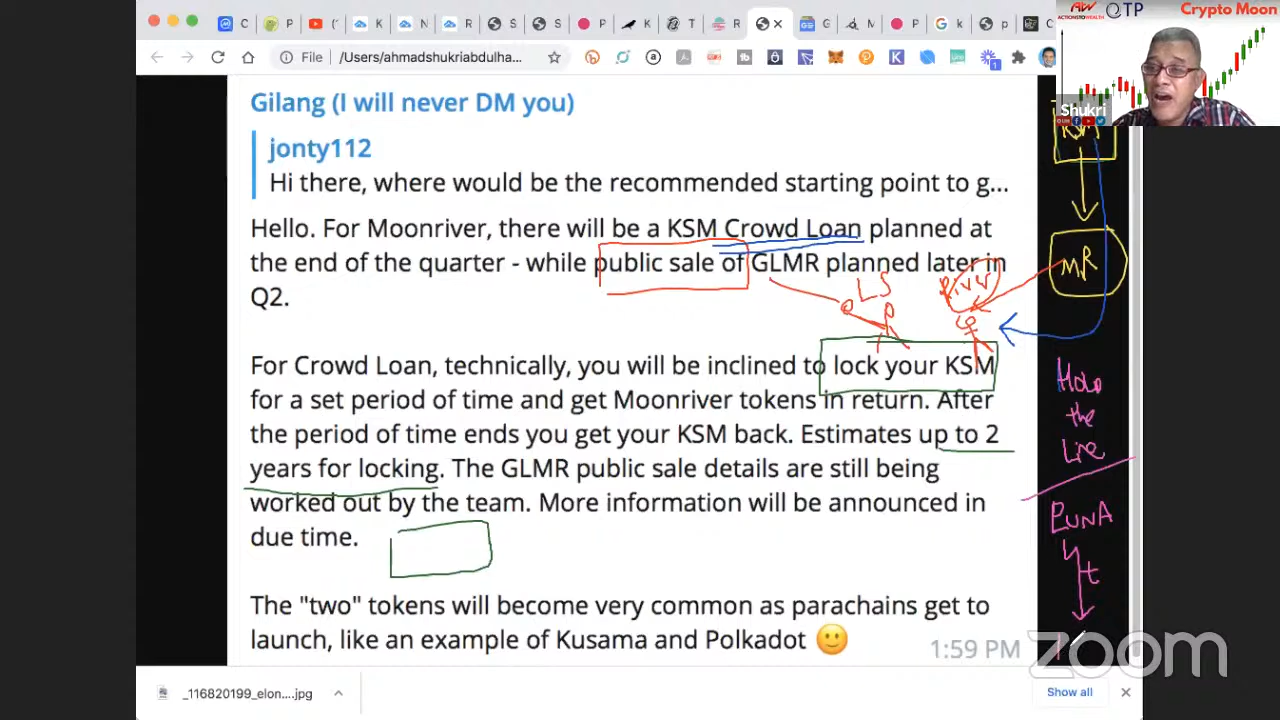 ACTIONSTOWEALTH
OTP
Crypto Moon
File
/Users/ahmadshukriabdulha...
Shukri
Gilang (I will never DM you)
jonty112
Hi there, where would be the recommended starting point to g...
Hello. For Moonriver, there will be a KSM Crowd Loan planned at
the end of the quarter - while public sale of GLMR planned later in
Q2.
LS
MR
For Crowd Loan, technically, you will be inclined to lock your KSM
for a set period of time and get Moonriver tokens in return. After
the period of time ends you get your KSM back. Estimates up to 2
years for locking. The GLMR public sale details are still being
worked out by the team. More information will be announced in
due time.
Hold
the
Line
The "two" tokens will become very common as parachains get to
launch, like an example of Kusama and Polkadot 🙂
1:59 PM
zoom
_116820199_elon....jpg
Show all